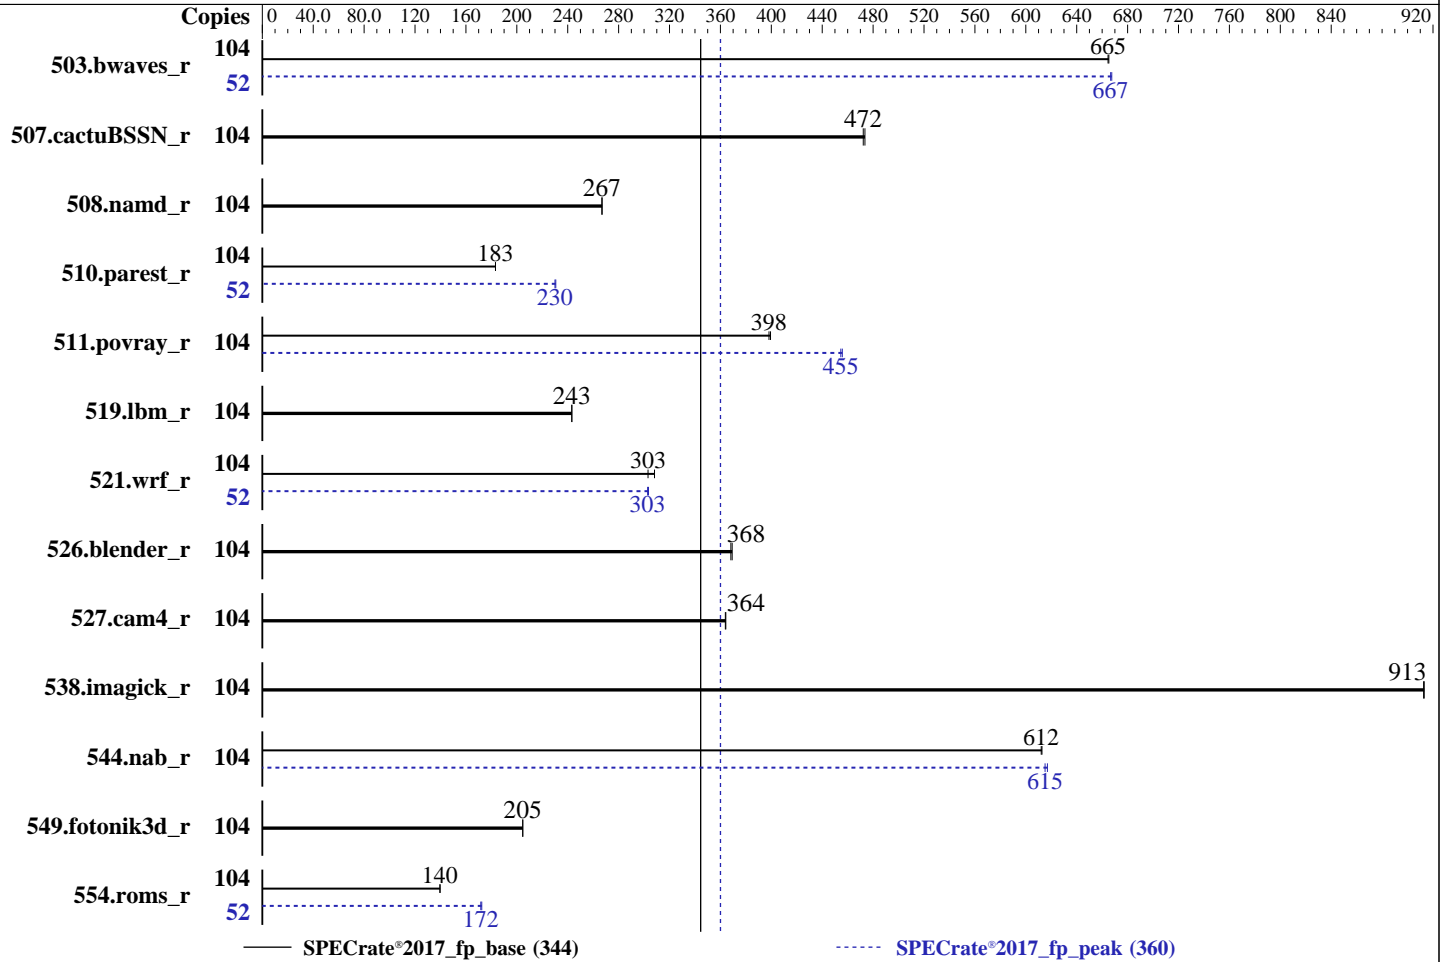 Copies 0 40.0 80.0 120 160 200 240 280 320 360 400 440 480 520 560 600 640 680 720 760 800 840 920
503.bwaves_r 104 665
52 667
507.cactuBSSN_r 104 472
508.namd_r 104 267
510.parest_r 104 183
52 230
511.povray_r 104 398
455
519.lbm_r 104 243
521.wrf_r 104 303
52 303
526.blender_r 104 368
527.cam4_r 104 364
538.imagick_r 104 913
544.nab_r 104 612
615
549.fotonik3d_r 104 205
554.roms_r 104 140
52 172
SPECrate®2017_fp_base (344) SPECrate®2017_fp_peak (360)